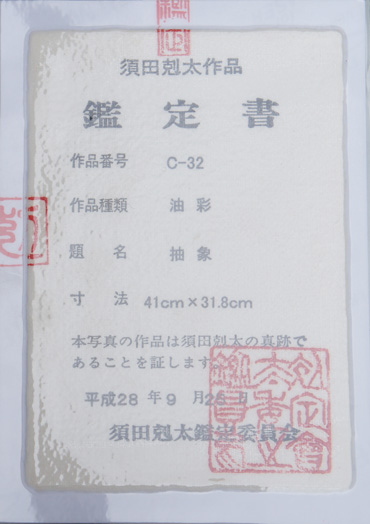 須田剋太作品
鑑定書
作品番号 C-32
作品種類 油彩
題名 抽象
寸法 41cm×31.8cm
本写真の作品は須田剋太の真跡で
あることを証します。
平成28年9月25日
須田剋太鑑定委員会